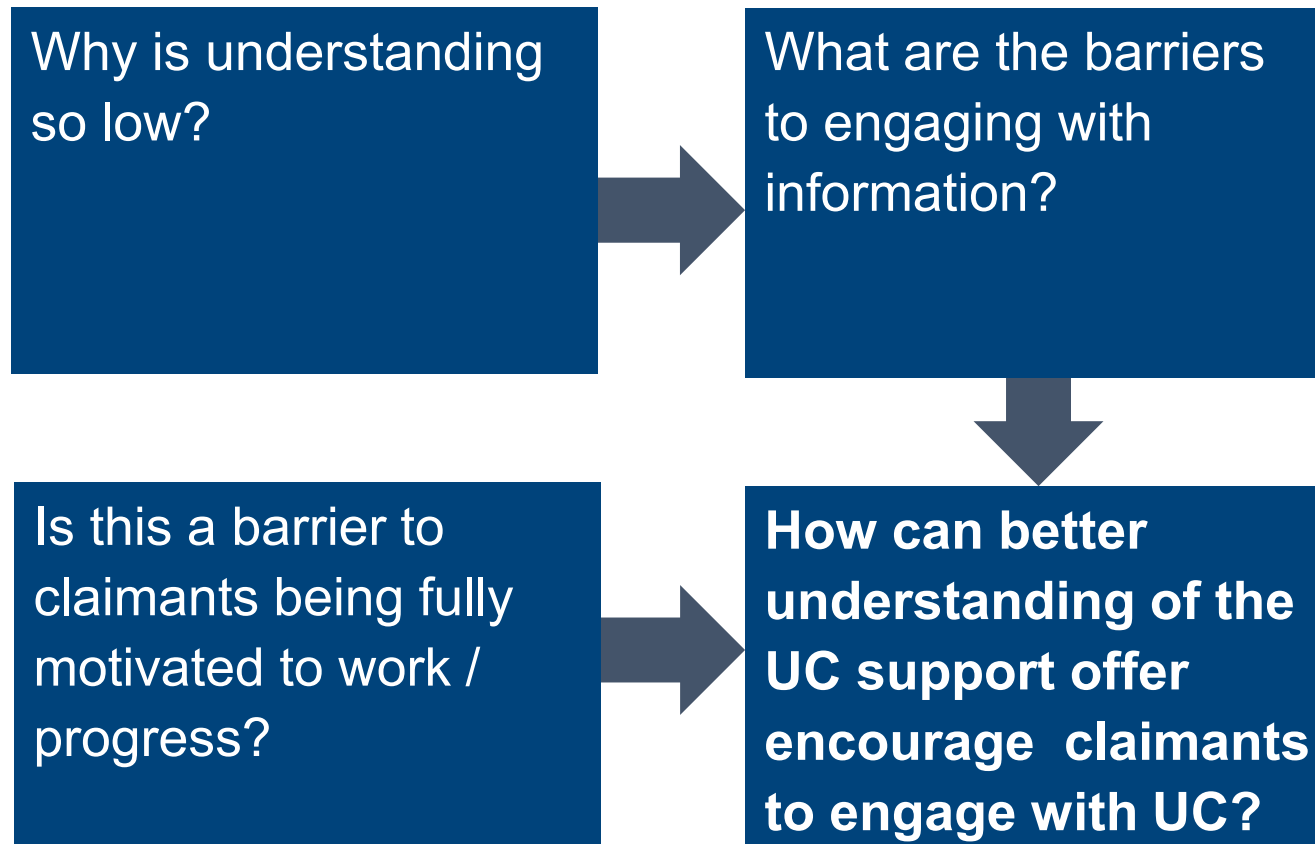 Why is understanding
so low?
What are the barriers
to engaging with
information?
Is this a barrier to
claimants being fully
motivated to work /
progress?
How can better
understanding of the
UC support offer
encourage  claimants
to engage with UC?